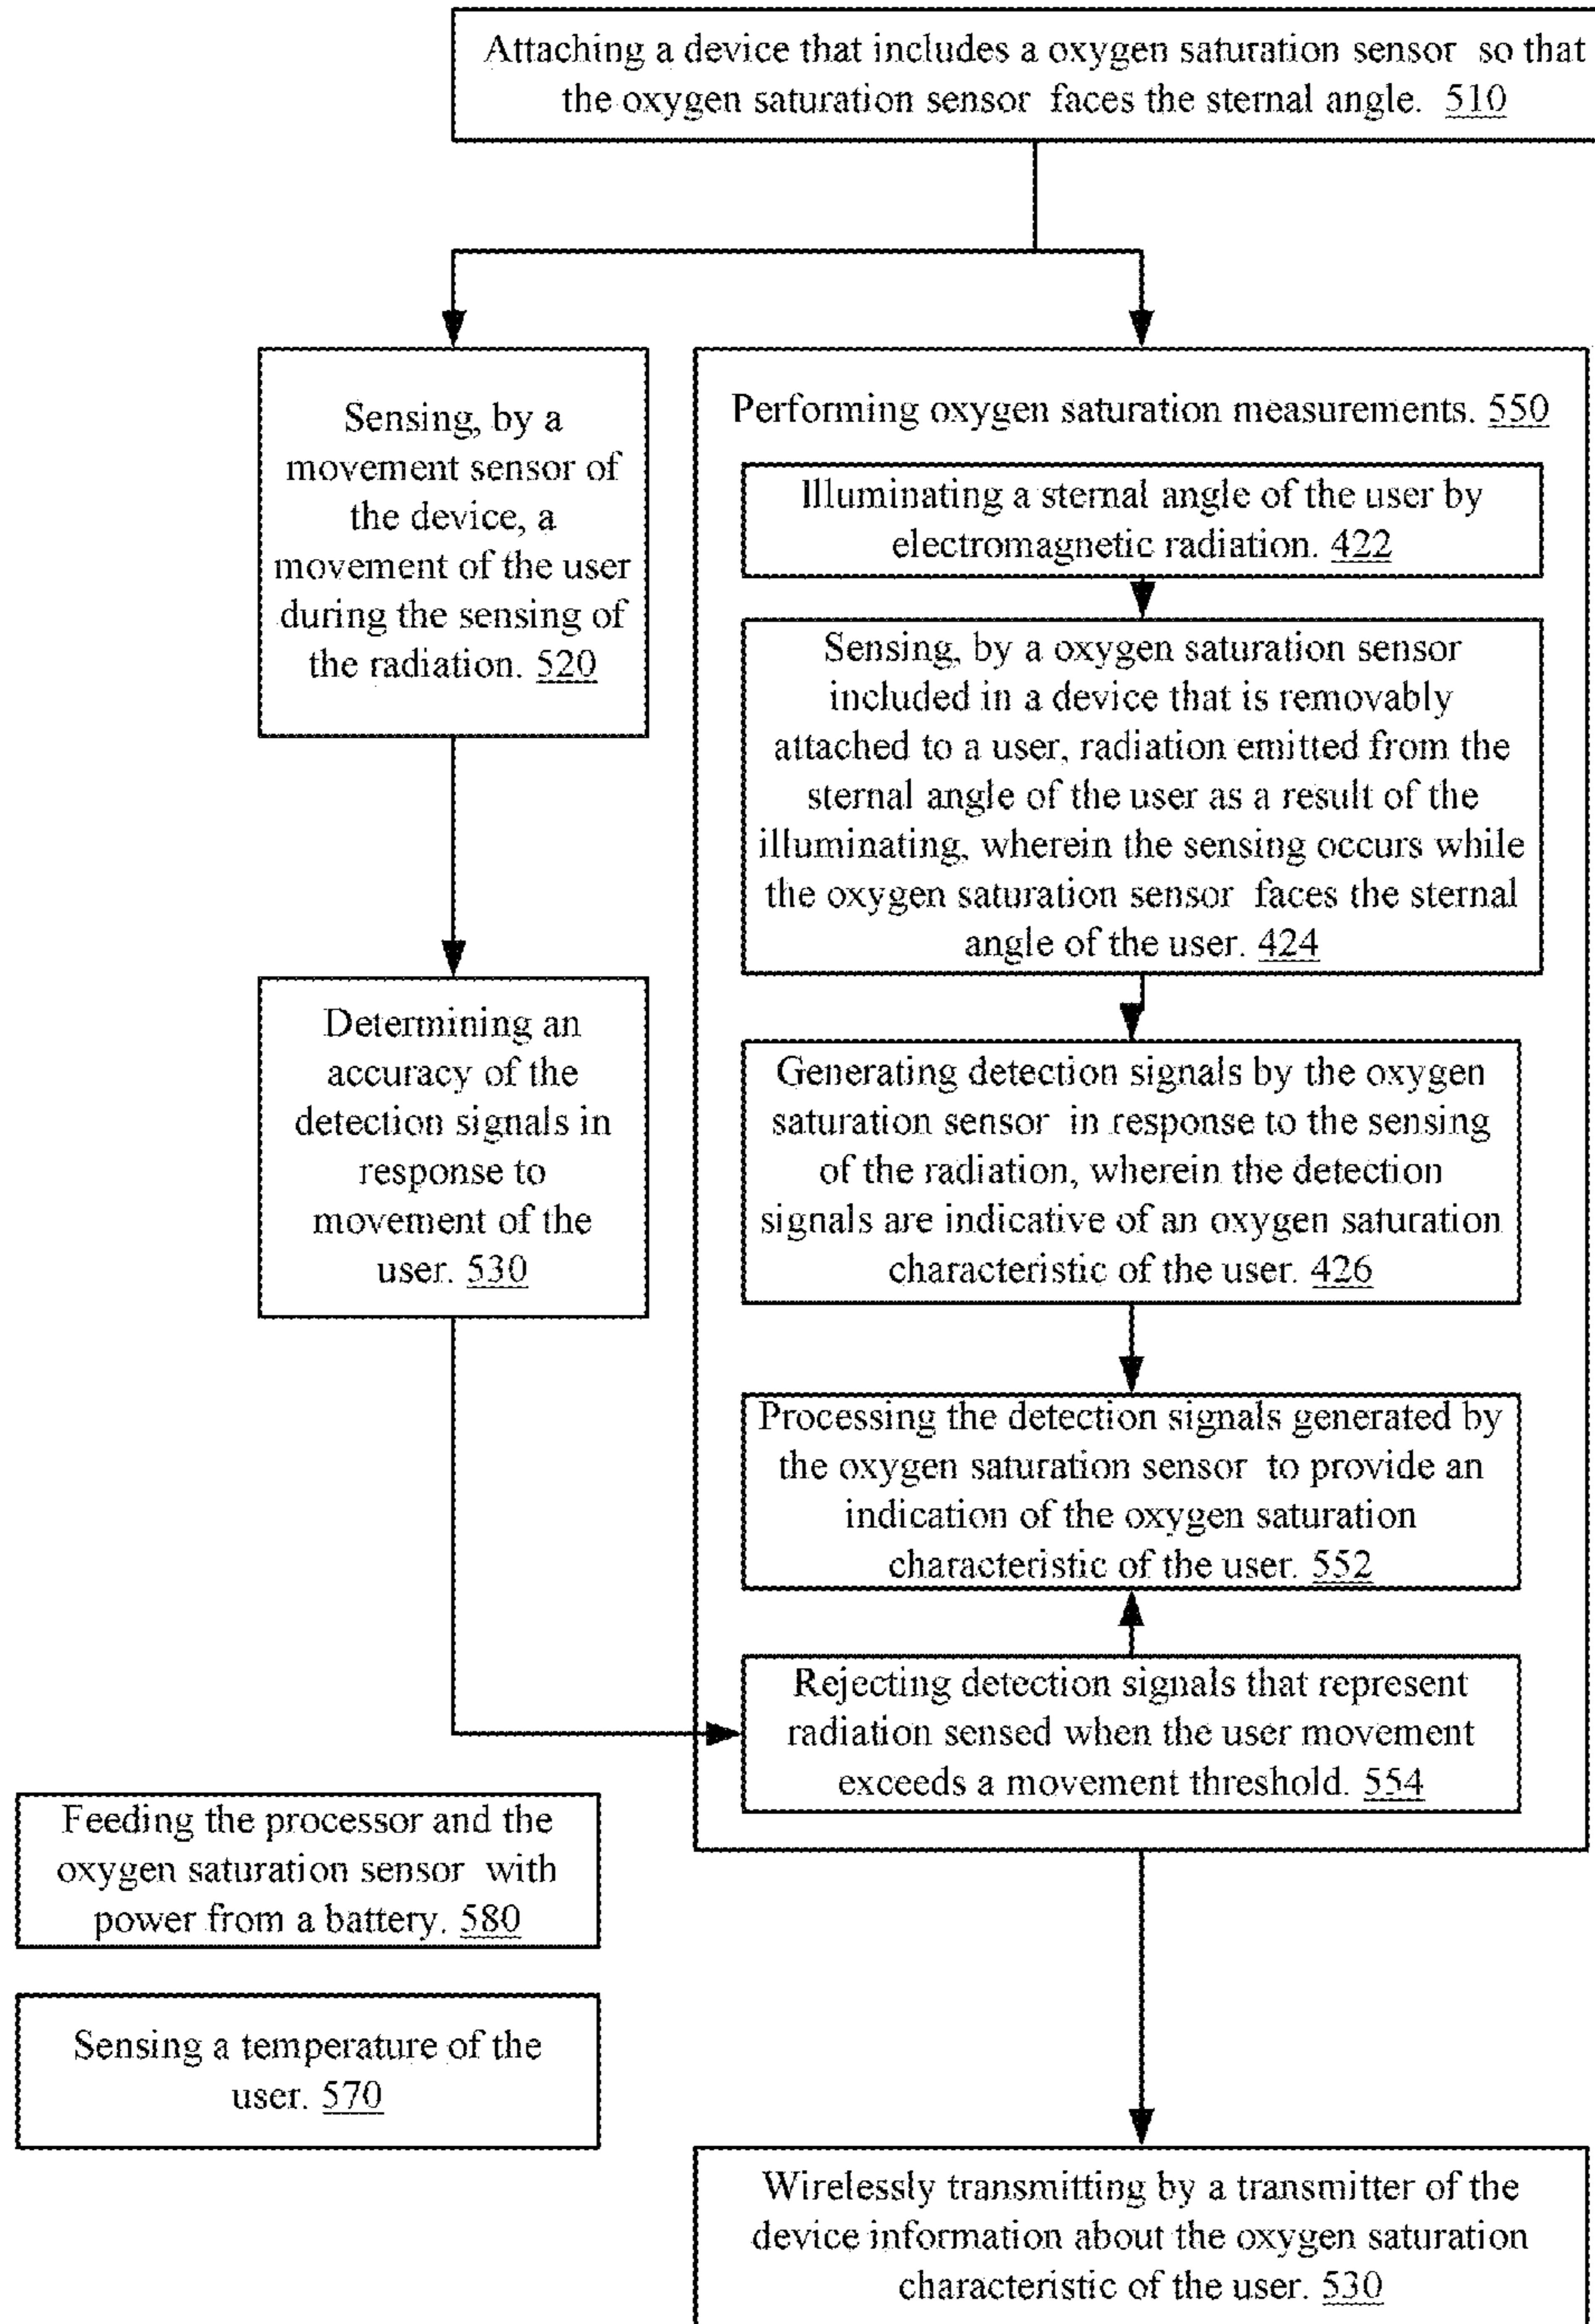 Attaching a device that includes a oxygen saturation sensor so that
the oxygen saturation sensor faces the sternal angle. 510
Sensing, by a
movement sensor of
the device, a
movement of the user
during the sensing of
the radiation. 520
Determining an
accuracy of the
detection signals in
response to
movement of the
user. 530
Performing oxygen saturation measurements. 550
Illuminating a sternal angle of the user by
electromagnetic radiation. 422
Sensing, by a oxygen saturation sensor
included in a device that is removably
attached to a user, radiation emitted from the
sternal angle of the user as a result of the
illuminating, wherein the sensing occurs while
the oxygen saturation sensor faces the sternal
angle of the user. 424
Generating detection signals by the oxygen
saturation sensor in response to the sensing
of the radiation, wherein the detection
signals are indicative of an oxygen saturation
characteristic of the user. 426
Processing the detection signals generated by
the oxygen saturation sensor to provide an
indication of the oxygen saturation
characteristic of the user. 552
Rejecting detection signals that represent
radiation sensed when the user movement
exceeds a movement threshold. 554
Feeding the processor and the
oxygen saturation sensor with
power from a battery. 580
Sensing a temperature of the
user. 570
Wirelessly transmitting by a transmitter of the
device information about the oxygen saturation
characteristic of the user. 530